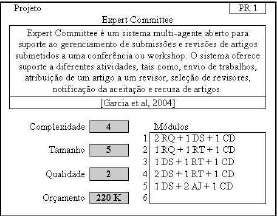 Projeto PR 1
Expert Committee
Expert Committee é um sistema multi-agente aberto para
suporte ao gerenciamento de submissões e revisões de artigos
submetidos a uma conferência ou workshop. O sistema oferece
suporte a diferentes atividades, tais como, envio de trabalhos,
atribuição de um artigo a um revisor, seleção de revisores,
notificação da aceitação e recusa de artigos.
[Garcia et al, 2004]
Complexidade 4 Módulos
1 2 RQ + 1 DS + 1 CD
Tamanho 5 2 1 RQ + 1 RT + 1 CD
3 1 DS + 1 RT + 1 CD
Qualidade 2 4 2 DS + 1 RT + 1 CD
5 1 DS + 2 AJ + 1 CD
Orçamento 220 K 6